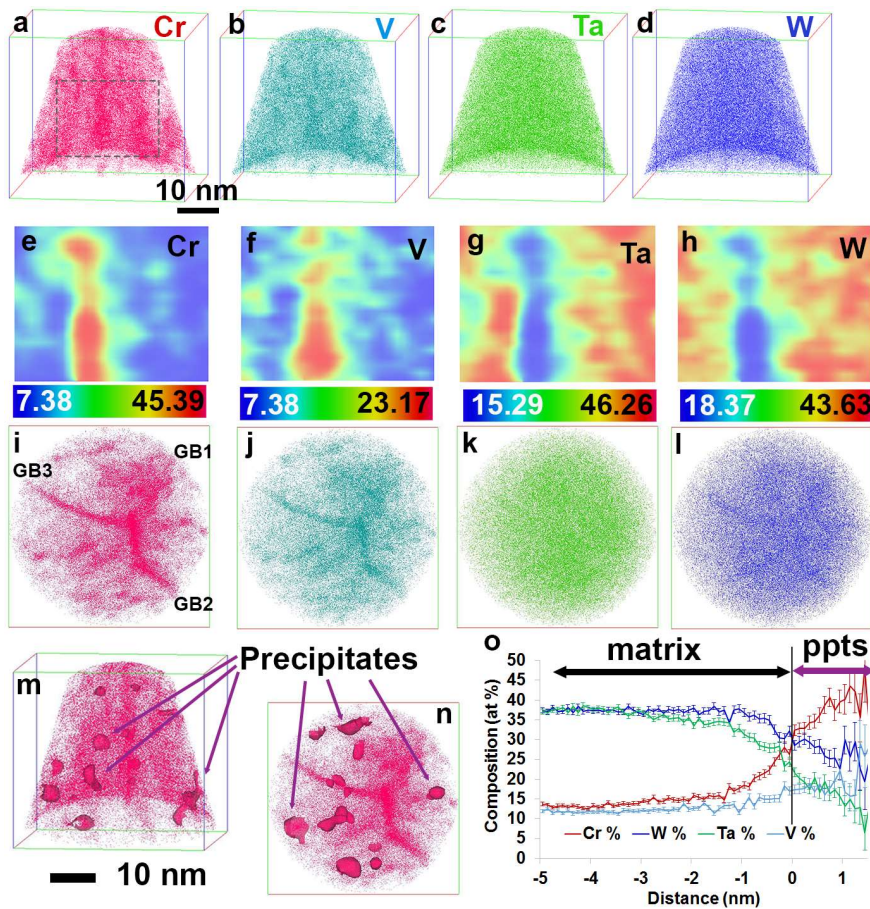 a Cr b V c Ta d W
10 nm
e Cr f V g Ta h W
7.38 45.39 7.38 23.17 15.29 46.26 18.37 43.63
i GB1 GB3 GB2 j k l
m Precipitates n
10 nm
o matrix ppts
Composition (at %)
50
45
40
35
30
25
20
15
10
5
0
Cr % W % Ta % V %
-5 -4 -3 -2 -1 0 1
Distance (nm)